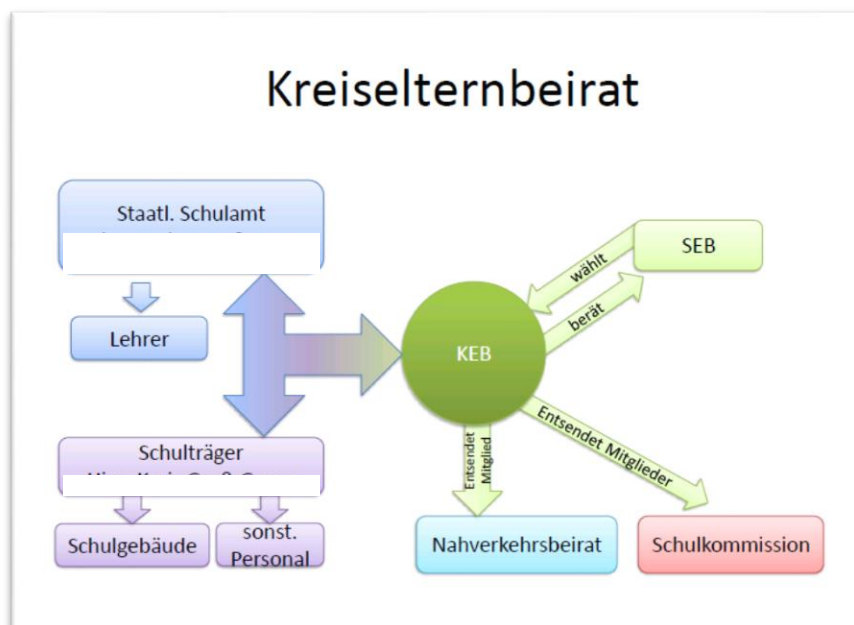 Kreiselternbeirat
Staatl. Schulamt
Lehrer
Schulträger
Schulgebäude
sonst.
Personal
KEB
SEB
wählt
berät
Entsendet
Mitglied
Entsendet Mitglieder
Nahverkehrsbeirat
Schulkommission